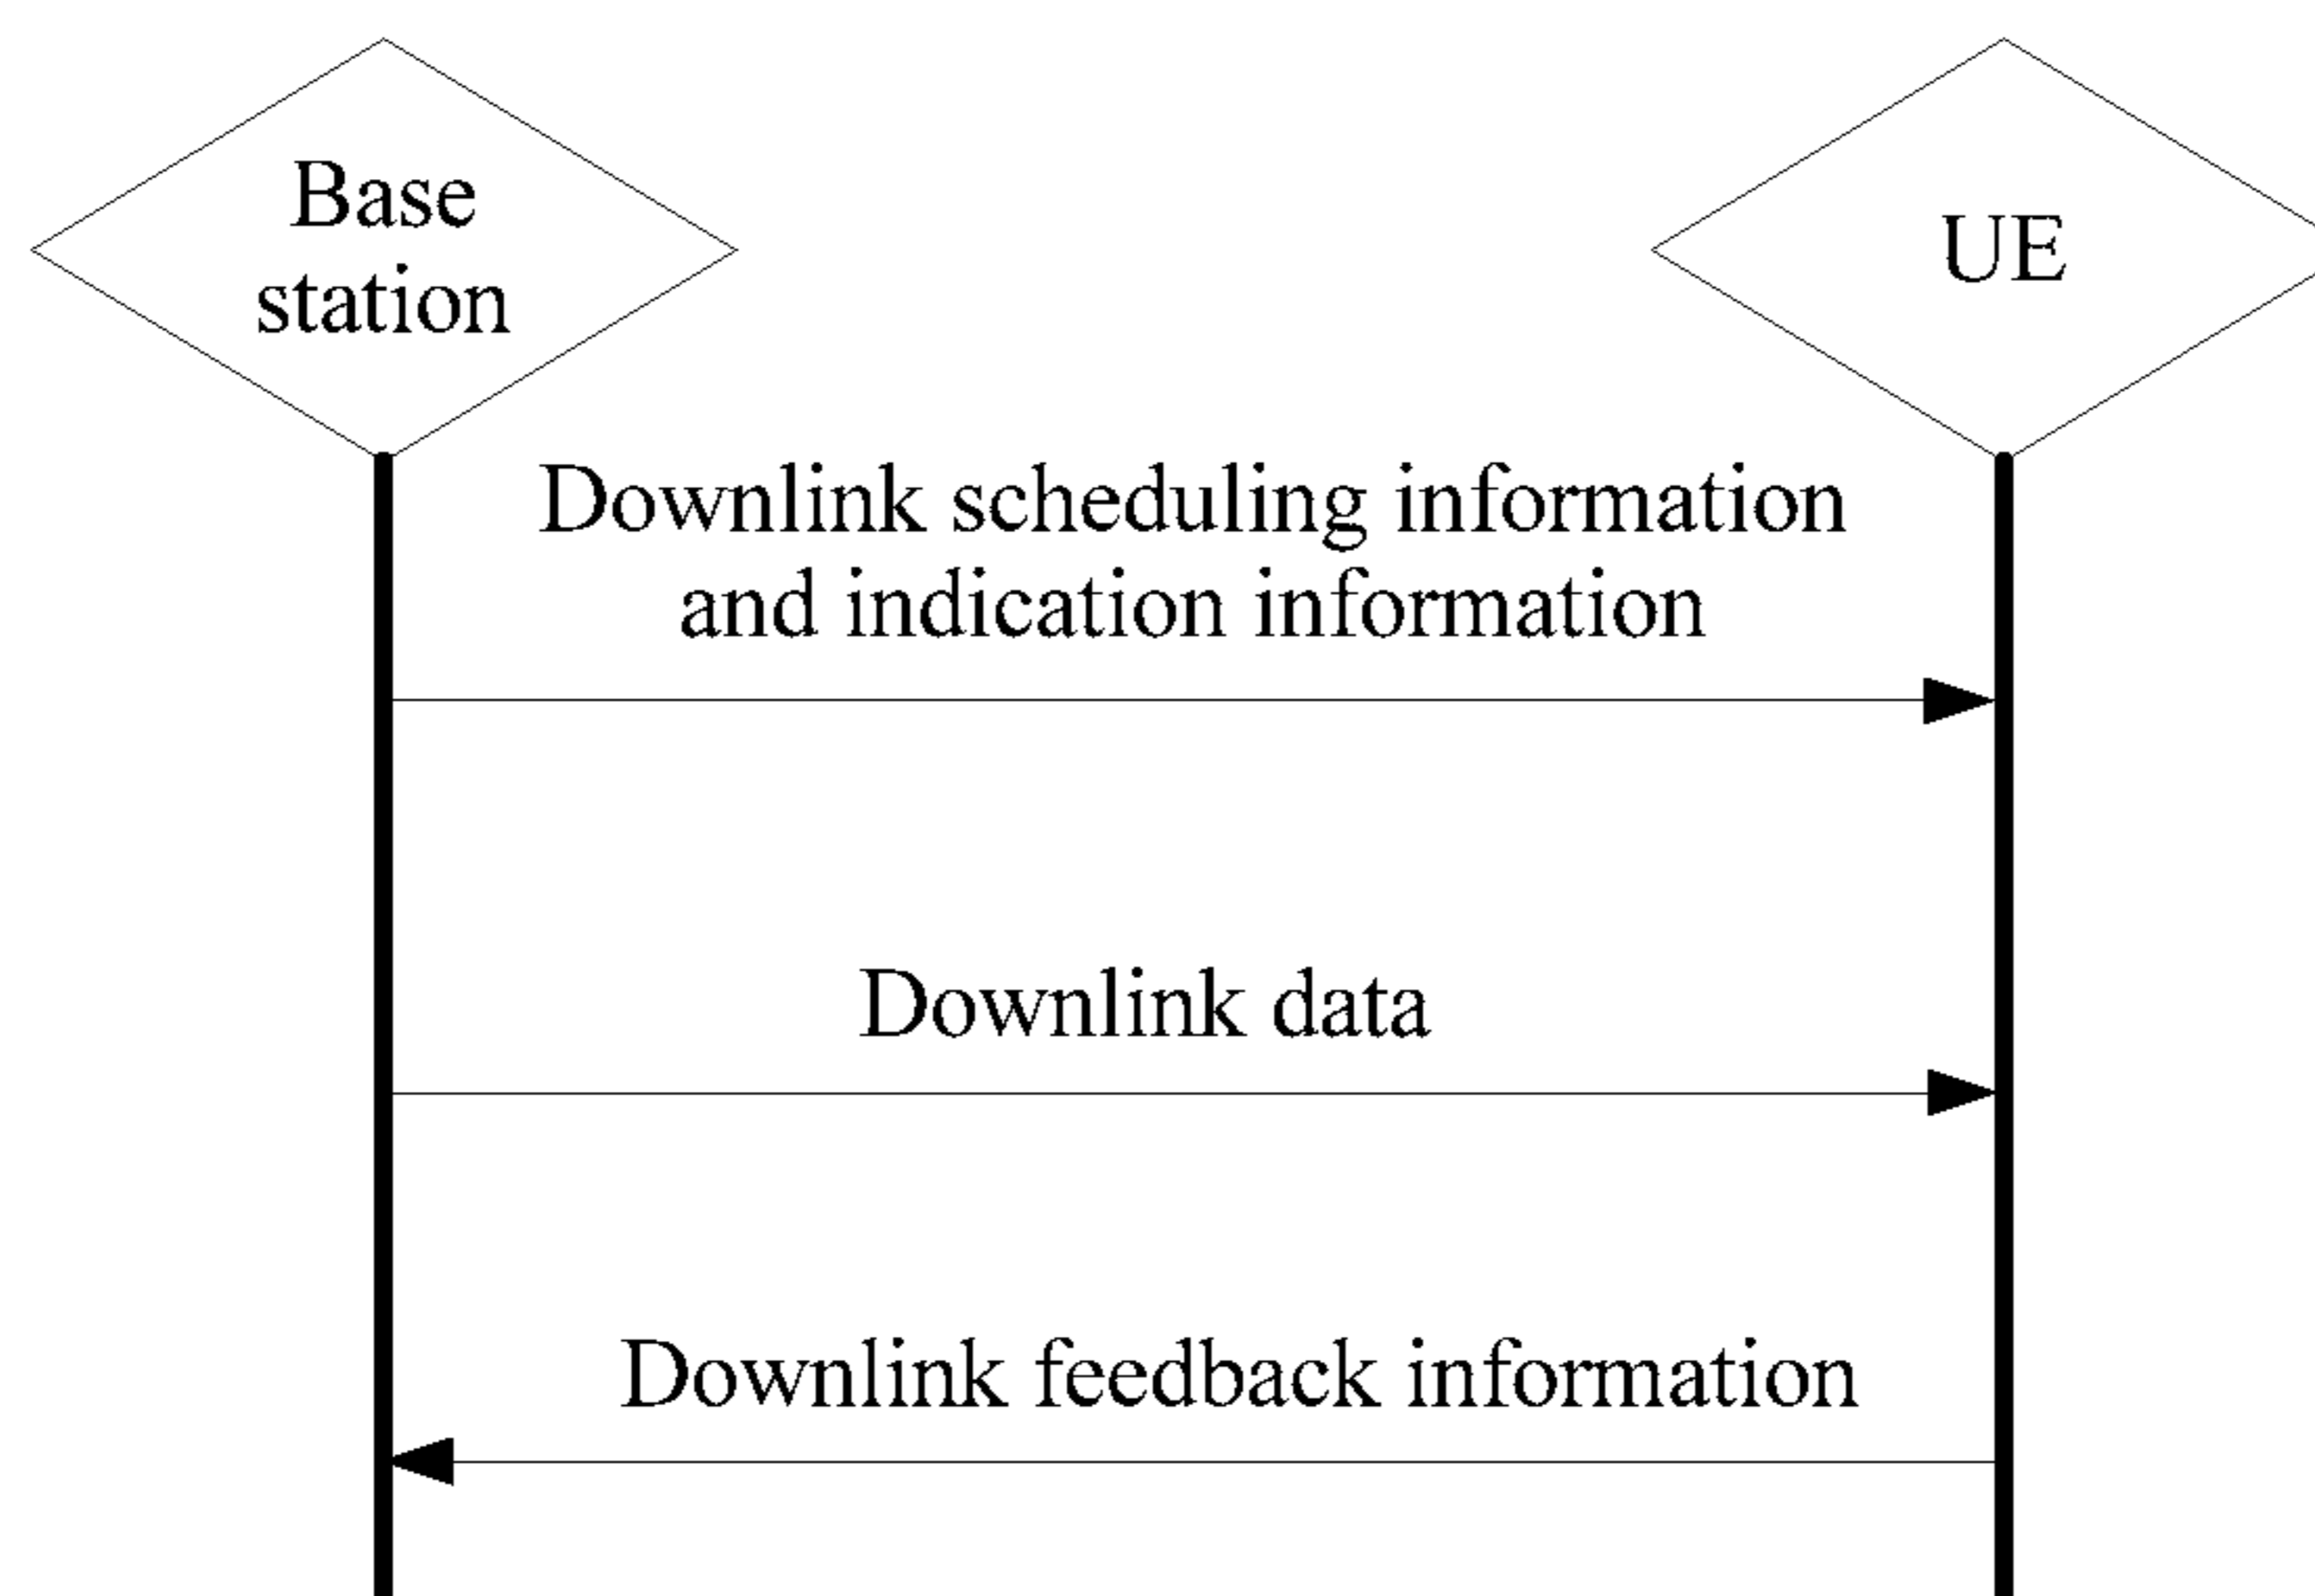 Base
station
UE
Downlink scheduling information
and indication information
Downlink data
Downlink feedback information